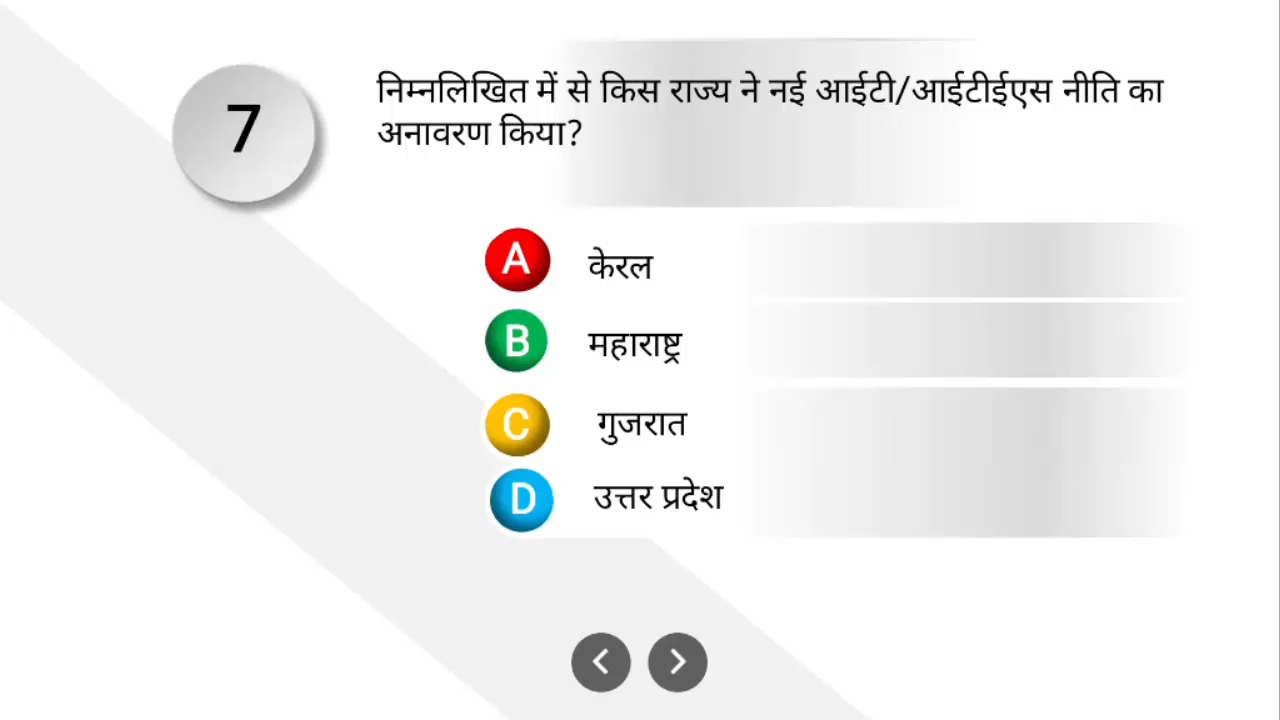 7
निम्नलिखित में से किस राज्य ने नई आईटी/आईटीईएस नीति का
अनावरण किया?
A केरल
B महाराष्ट्र
C गुजरात
D उत्तर प्रदेश